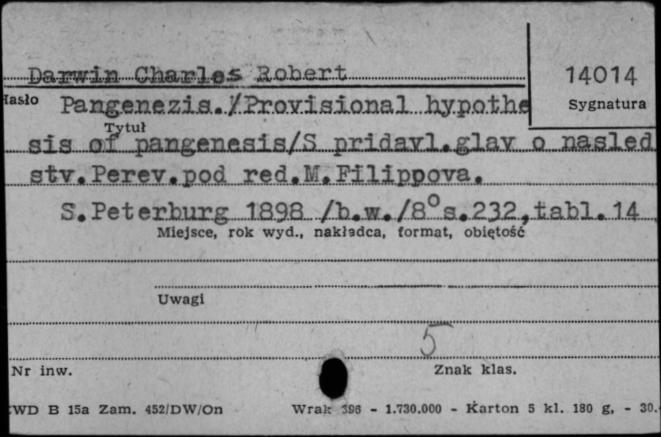 Darwin Charles Robert
14014
Hasło
Sygnatura
Pangenezis./Provisional hypothe
Tytuł
sis of pangenesis/S pridavl.glav o nasled
stv.Perev.pod red.M.Filippova.
S.Peterburg 1898 /b.w./8°s.232,tabl.14
Miejsce, rok wyd., nakładca, format, objętość
Uwagi
5
Nr inw.
Znak klas.
WD B 15a Zam. 452/DW/On
Wrak 396 - 1.730.000 - Karton 5 kl. 180 g, - 30.